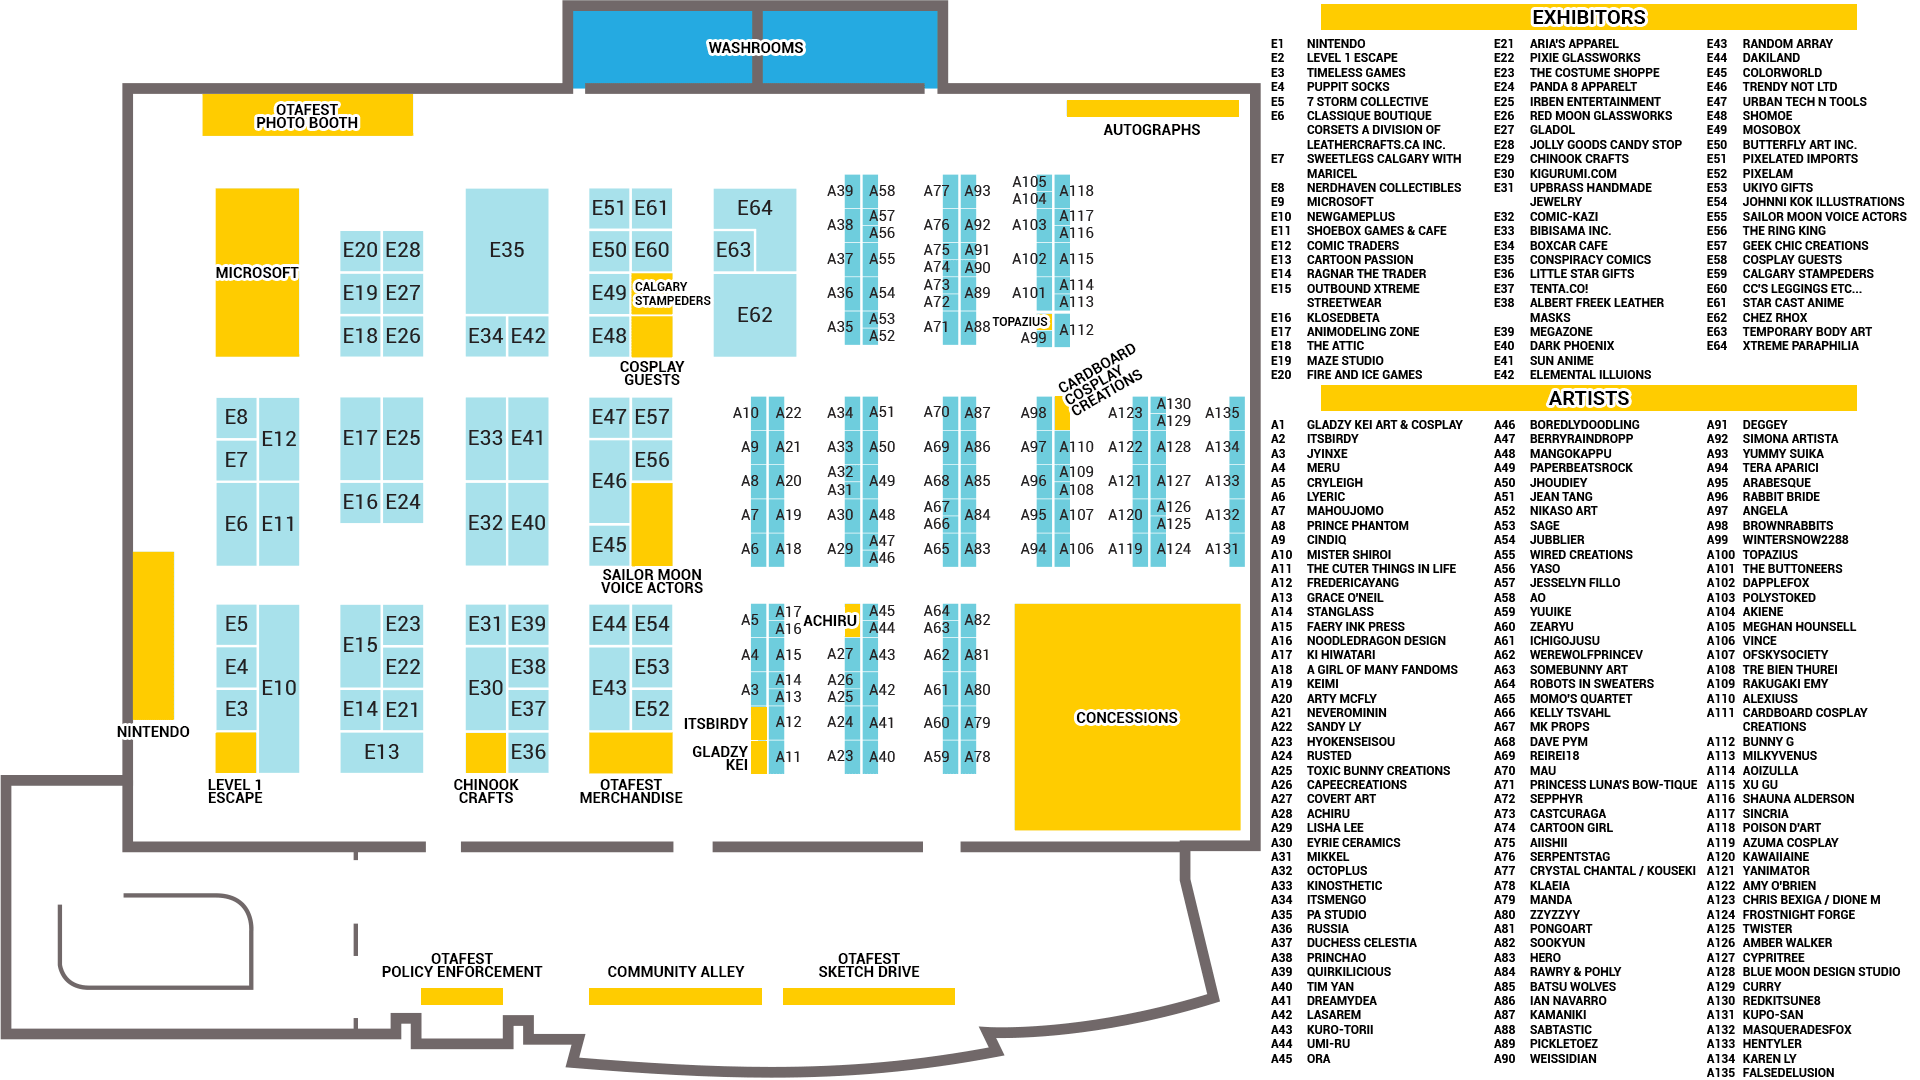 WASHROOMS
OTAFEST
PHOTO BOOTH
AUTOGRAPHS
MICROSOFT
E20 E28
E19 E27
E18 E26
E35
E34 E42
E51 E61
E50 E60
E49
CALGARY
STAMPEDERS
E48
COSPLAY
GUESTS
E64
E63
E62
A39 A58
A38 A57
A56
A37 A55
A36 A54
A35 A53
A52
A77 A93
A76 A92
A75 A91
A74 A90
A73 A89
A72
A71 A88
A105 A118
A104
A103 A117
A116
A102 A115
A101 A114
A113
TOPAZIUS
A99 A112
E8 E12
E7
E6 E11
E17 E25
E16 E24
E33 E41
E32 E40
E47 E57
E46 E56
E45
SAILOR MOON
VOICE ACTORS
A10 A22
A9 A21
A8 A20
A7 A19
A6 A18
A34 A51
A33 A50
A32 A49
A31
A30 A48
A29 A47
A46
A70 A87
A69 A86
A68 A85
A67 A84
A66
A65 A83
CARDBOARD
COSPLAY
CREATIONS
A98
A97 A110
A96 A109
A108
A95 A107
A94 A106
A123 A130
A129
A122 A128
A121 A127
A120 A126
A125
A119 A124
A135
A134
A133
A132
A131
NINTENDO
E5 E10
E4
E3
LEVEL 1
ESCAPE
E15 E23
E22
E14 E21
E13
E31 E39
E30 E38
E37
E36
CHINOOK
CRAFTS
E44 E54
E43 E53
E52
OTAFEST
MERCHANDISE
A5 A17
A16
A4 A15
A3 A14
A13
ITSBIRDY A12
GLADZY
KEI
A11
ACHIRU A45
A44
A27 A43
A26 A42
A25
A24 A41
A23 A40
A64 A82
A63
A62 A81
A61 A80
A60 A79
A59 A78
CONCESSIONS
OTAFEST
POLICY ENFORCEMENT
COMMUNITY ALLEY
OTAFEST
SKETCH DRIVE
EXHIBITORS
E1 NINTENDO
E2 LEVEL 1 ESCAPE
E3 TIMELESS GAMES
E4 PUPPIT SOCKS
E5 7 STORM COLLECTIVE
E6 CLASSIQUE BOUTIQUE
CORSETS A DIVISION OF
LEATHERCRAFTS.CA INC.
E7 SWEETLEGS CALGARY WITH
MARICEL
E8 NERDHAVEN COLLECTIBLES
E9 MICROSOFT
E10 NEWGAMEPLUS
E11 SHOEBOX GAMES & CAFE
E12 COMIC TRADERS
E13 CARTOON PASSION
E14 RAGNAR THE TRADER
E15 OUTBOUND XTREME
STREETWEAR
E16 KLOSEDBETA
E17 ANIMODELING ZONE
E18 THE ATTIC
E19 MAZE STUDIO
E20 FIRE AND ICE GAMES
E21 ARIA'S APPAREL
E22 PIXIE GLASSWORKS
E23 THE COSTUME SHOPPE
E24 PANDA 8 APPARELT
E25 IRBEN ENTERTAINMENT
E26 RED MOON GLASSWORKS
E27 GLADOL
E28 JOLLY GOODS CANDY STOP
E29 CHINOOK CRAFTS
E30 KIGURUMI.COM
E31 UPBRASS HANDMADE
JEWELRY
E32 COMIC-KAZI
E33 BIBISAMA INC.
E34 BOXCAR CAFE
E35 CONSPIRACY COMICS
E36 LITTLE STAR GIFTS
E37 TENTA.CO!
E38 ALBERT FREEK LEATHER
MASKS
E39 MEGAZONE
E40 DARK PHOENIX
E41 SUN ANIME
E42 ELEMENTAL ILLUIONS
E43 RANDOM ARRAY
E44 DAKILAND
E45 COLORWORLD
E46 TRENDY NOT LTD
E47 URBAN TECH N TOOLS
E48 SHOMOE
E49 MOSOBOX
E50 BUTTERFLY ART INC.
E51 PIXELATED IMPORTS
E52 PIXELAM
E53 UKIYO GIFTS
E54 JOHNNI KOK ILLUSTRATIONS
E55 SAILOR MOON VOICE ACTORS
E56 THE RING KING
E57 GEEK CHIC CREATIONS
E58 COSPLAY GUESTS
E59 CALGARY STAMPEDERS
E60 CC'S LEGGINGS ETC...
E61 STAR CAST ANIME
E62 CHEZ RHOX
E63 TEMPORARY BODY ART
E64 XTREME PARAPHILIA
ARTISTS
A1 GLADZY KEI ART & COSPLAY
A2 ITSBIRDY
A3 JYINXE
A4 MERU
A5 CRYLEIGH
A6 LYERIC
A7 MAHOUJOMO
A8 PRINCE PHANTOM
A9 CINDIQ
A10 MISTER SHIROI
A11 THE CUTER THINGS IN LIFE
A12 FREDERICAYANG
A13 GRACE O'NEIL
A14 STANGLASS
A15 FAERY INK PRESS
A16 NOODLEDRAGON DESIGN
A17 KI HIWATARI
A18 A GIRL OF MANY FANDOMS
A19 KEIMI
A20 ARTY MCFLY
A21 NEVEROMININ
A22 SANDY LY
A23 HYOKENSEISOU
A24 RUSTED
A25 TOXIC BUNNY CREATIONS
A26 CAPEECREATIONS
A27 COVERT ART
A28 ACHIRU
A29 LISHA LEE
A30 EYRIE CERAMICS
A31 MIKKEL
A32 OCTOPLUS
A33 KINOSTHETIC
A34 ITSMENGO
A35 PA STUDIO
A36 RUSSIA
A37 DUCHESS CELESTIA
A38 PRINCHAO
A39 QUIRKILICIOUS
A40 TIM YAN
A41 DREAMYDEA
A42 LASAREM
A43 KURO-TORII
A44 UMI-RU
A45 ORA
A46 BOREDLYDOODLING
A47 BERRYRAINDROPP
A48 MANGOKAPPU
A49 PAPERBEATSROCK
A50 JHOUDIEY
A51 JEAN TANG
A52 NIKASO ART
A53 SAGE
A54 JUBBLIER
A55 WIRED CREATIONS
A56 YASO
A57 JESSELYN FILLO
A58 AO
A59 YUUIKE
A60 ZEARYU
A61 ICHIGOJUSU
A62 WEREWOLFPRINCEV
A63 SOMEBUNNY ART
A64 ROBOTS IN SWEATERS
A65 MOMO'S QUARTET
A66 KELLY TSVAHL
A67 MK PROPS
A68 DAVE PYM
A69 REIREI18
A70 MAU
A71 PRINCESS LUNA'S BOW-TIQUE
A72 SEPPHYR
A73 CASTCURAGA
A74 CARTOON GIRL
A75 AIISHII
A76 SERPENTSTAG
A77 CRYSTAL CHANTAL / KOUSEKI
A78 KLAEIA
A79 MANDA
A80 ZZYZZYY
A81 PONGOART
A82 SOOKYUN
A83 HERO
A84 RAWRY & POHLY
A85 BATSU WOLVES
A86 IAN NAVARRO
A87 KAMANIKI
A88 SABTASTIC
A89 PICKLETOEZ
A90 WEISSIDIAN
A91 DEGGEY
A92 SIMONA ARTISTA
A93 YUMMY SUIKA
A94 TERA APARICI
A95 ARABESQUE
A96 RABBIT BRIDE
A97 ANGELA
A98 BROWNRABBITS
A99 WINTERSNOW2288
A100 TOPAZIUS
A101 THE BUTTONEERS
A102 DAPPLEFOX
A103 POLYSTOKED
A104 AKIENE
A105 MEGHAN HOUNSELL
A106 VINCE
A107 OFSKYSOCIETY
A108 TRE BIEN THUREI
A109 RAKUGAKI EMY
A110 ALEXIUSS
A111 CARDBOARD COSPLAY
CREATIONS
A112 BUNNY G
A113 MILKYVENUS
A114 AOIZULLA
A115 XU GU
A116 SHAUNA ALDERSON
A117 SINCRIA
A118 POISON D'ART
A119 AZUMA COSPLAY
A120 KAWAIIAINE
A121 YANIMATOR
A122 AMY O'BRIEN
A123 CHRIS BEXIGA / DIONE M
A124 FROSTNIGHT FORGE
A125 TWISTER
A126 AMBER WALKER
A127 CYPRITREE
A128 BLUE MOON DESIGN STUDIO
A129 CURRY
A130 REDKITSUNE8
A131 KUPO-SAN
A132 MASQUERADESFOX
A133 HENTYLER
A134 KAREN LY
A135 FALSEDELUSION